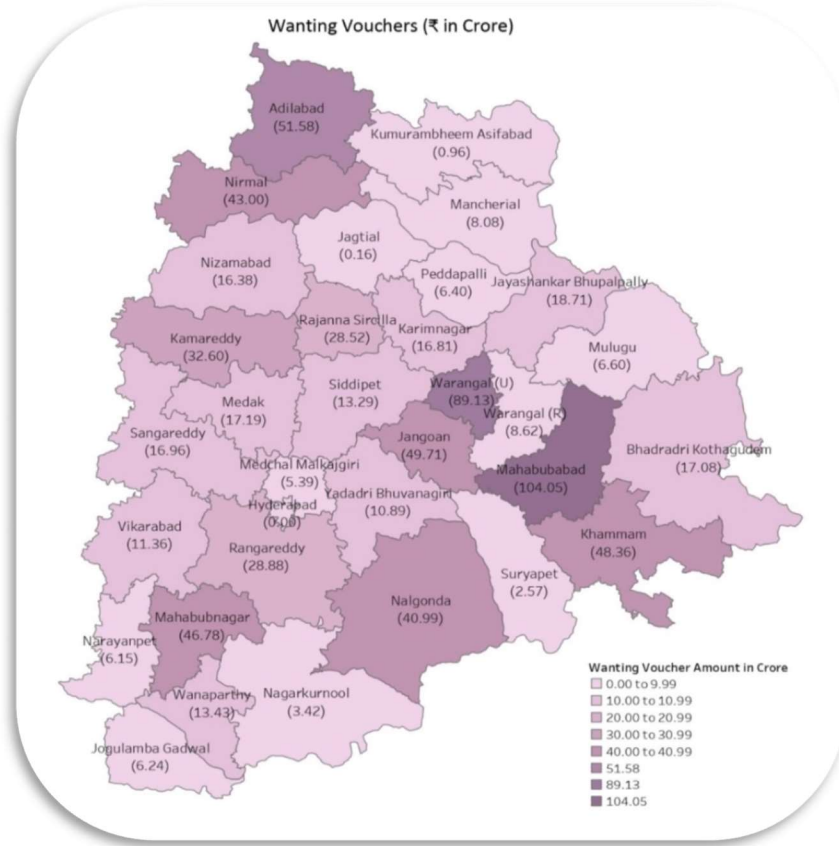 Wanting Vouchers (₹ in Crore)
Adilabad
(51.58)
Kumurambheem Asifabad
(0.96)
Nirmal
(43.00)
Mancherial
(8.08)
Jagtial
(0.16)
Nizamabad
(16.38)
Peddapalli
(6.40)
Jayashankar Bhupalpally
(18.71)
Rajanna Sircilla
(28.52)
Karimnagar
(16.81)
Kamareddy
(32.60)
Mulugu
(6.60)
Siddipet
(13.29)
Warangal (U)
(89.13)
Medak
(17.19)
Warangal (R)
(8.62)
Sangareddy
(16.96)
Jangoan
(49.71)
Bhadradri Kothagudem
(17.08)
Medchal Malkajgiri
(5.39)
Mahabubabad
(104.05)
Yadadri Bhuvanagiri
(10.89)
Hyderabad
(0.00)
Vikarabad
(11.36)
Rangareddy
(28.88)
Khammam
(48.36)
Suryapet
(2.57)
Nalgonda
(40.99)
Mahabubnagar
(46.78)
Narayanpet
(6.15)
Wanaparthy
(13.43)
Nagarkurnool
(3.42)
Jogulamba Gadwal
(6.24)
Wanting Voucher Amount in Crore
0.00 to 9.99
10.00 to 10.99
20.00 to 20.99
30.00 to 30.99
40.00 to 40.99
51.58
89.13
104.05